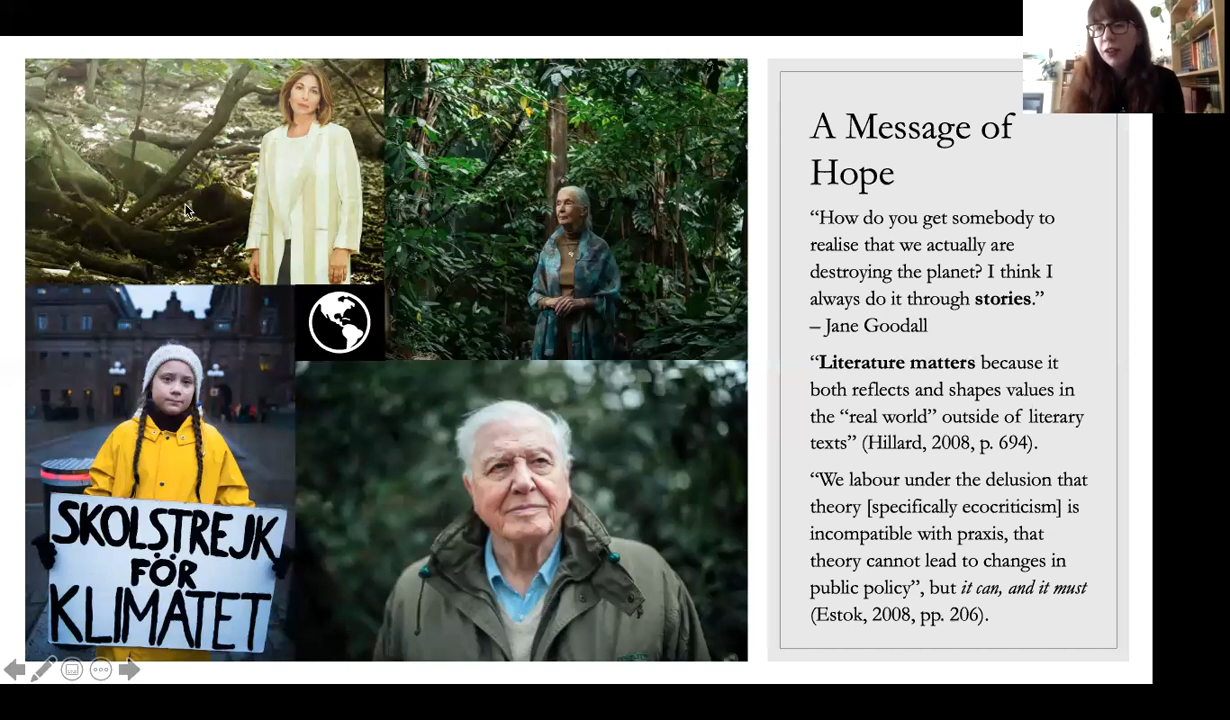 A Message of
Hope
“How do you get somebody to
realise that we actually are
destroying the planet? I think I
always do it through stories.”
– Jane Goodall
“Literature matters because it
both reflects and shapes values in
the “real world” outside of literary
texts” (Hillard, 2008, p. 694).
“We labour under the delusion that
theory [specifically ecocriticism] is
incompatible with praxis, that
theory cannot lead to changes in
public policy”, but it can, and it must
(Estok, 2008, pp. 206).
SKOLSTREJK
FÖR
KLIMATET